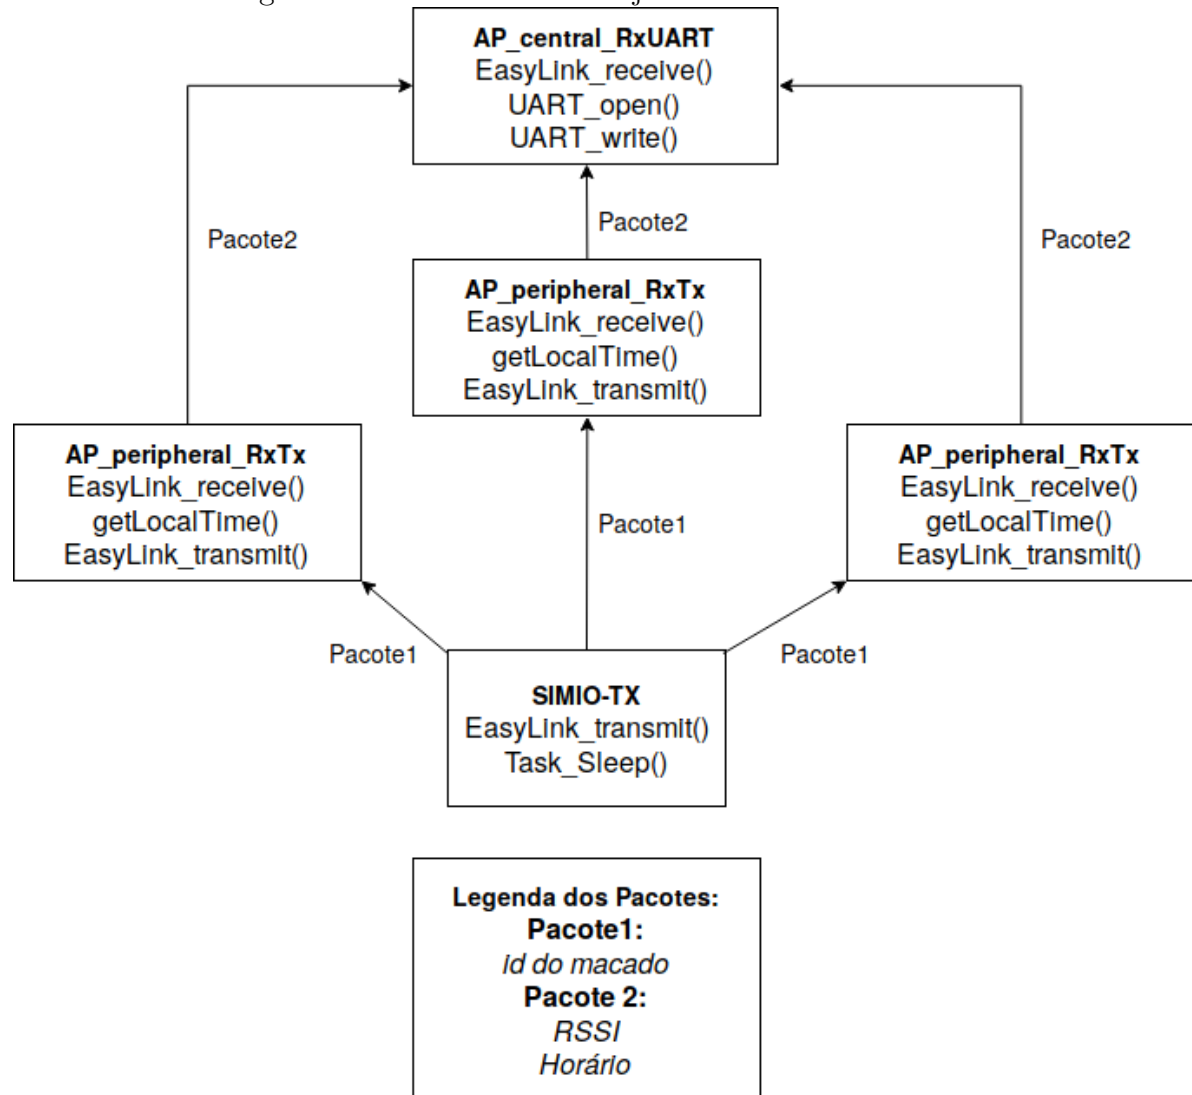 AP_central_RxUART
EasyLink_receive()
UART_open()
UART_write()
Pacote2
Pacote2
Pacote2
AP_peripheral_RxTx
EasyLink_receive()
getLocalTime()
EasyLink_transmit()
AP_peripheral_RxTx
EasyLink_receive()
getLocalTime()
EasyLink_transmit()
AP_peripheral_RxTx
EasyLink_receive()
getLocalTime()
EasyLink_transmit()
Pacote1
Pacote1
Pacote1
SIMIO-TX
EasyLink_transmit()
Task_Sleep()
Legenda dos Pacotes:
Pacote1:
id do macado
Pacote 2:
RSSI
Horário